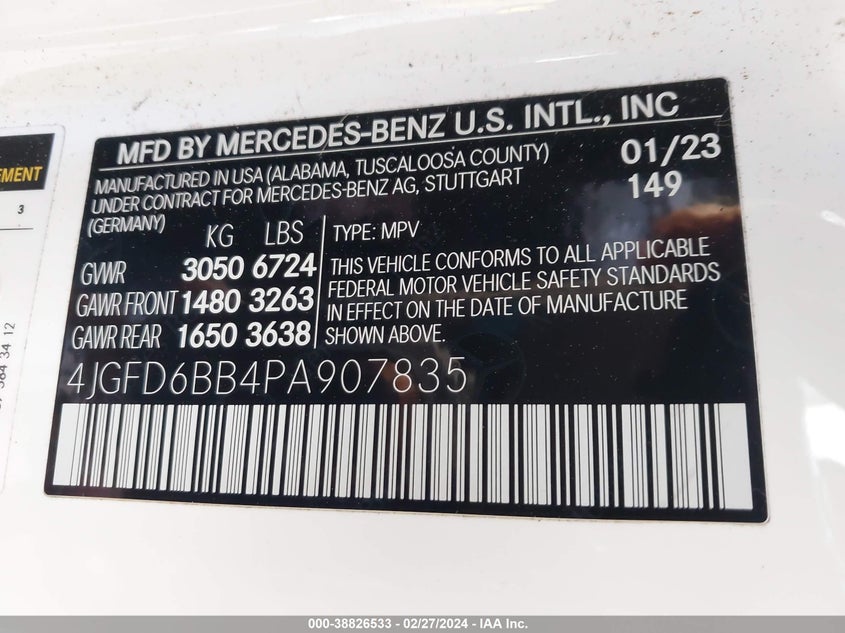 MFD BY MERCEDES-BENZ U.S. INTL., INC
MANUFACTURED IN USA (ALABAMA, TUSCALOOSA COUNTY)
UNDER CONTRACT FOR MERCEDES-BENZ AG, STUTTGART
(GERMANY)
01/23
149
KG LBS
GVWR 3050 6724
GAWR FRONT 1480 3263
GAWR REAR 1650 3638
TYPE: MPV
THIS VEHICLE CONFORMS TO ALL APPLICABLE
FEDERAL MOTOR VEHICLE SAFETY STANDARDS
IN EFFECT ON THE DATE OF MANUFACTURE
SHOWN ABOVE.
4JGFD6BB4PA907835
3
34 12
000-38826533 - 02/27/2024 - IAA Inc.